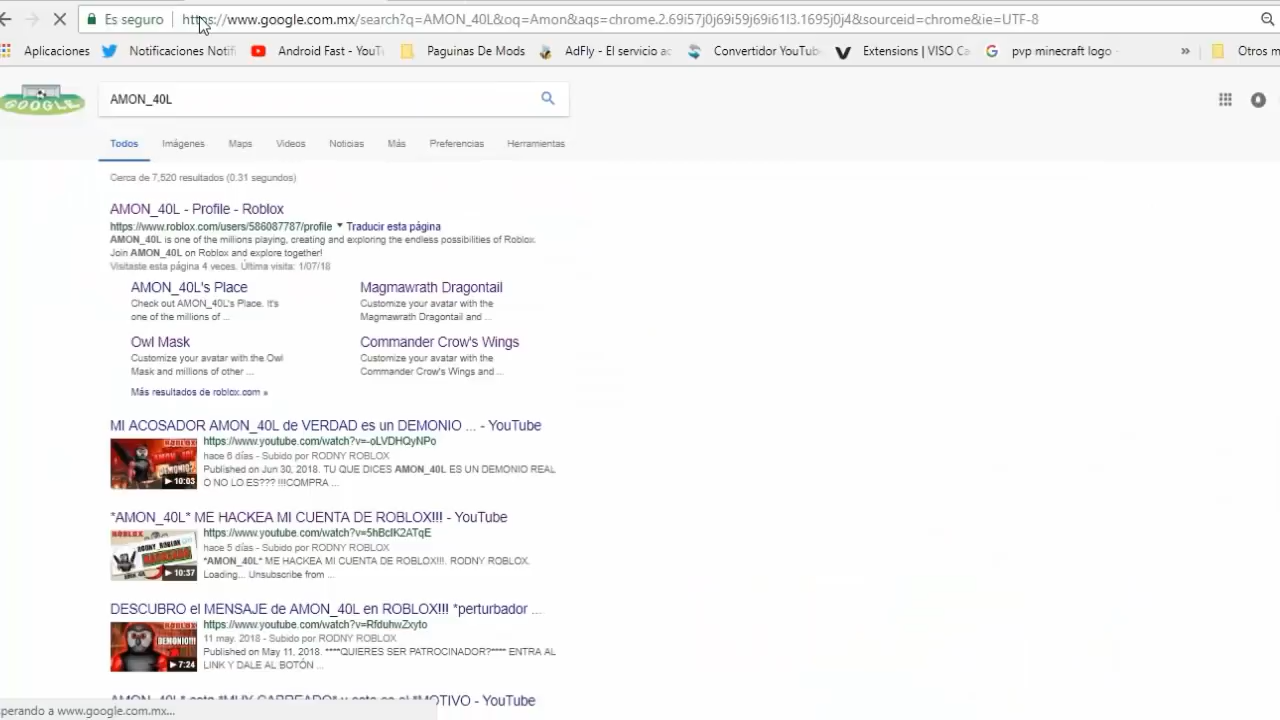 Es seguro
https://www.google.com.mx/search?q=AMON_40L&oq=Amon&aqs=chrome.2.69i57j0j69i59j69i61l3.1695j0j4&sourceid=chrome&ie=UTF-8
Aplicaciones
Notificaciones Notifi
Android Fast - YouT
Paguinas De Mods
AdFly - El servicio ac
Convertidor YouTub
Extensions | VISO Ca
pvp minecraft logo
»
Otros m
GOOGLE
AMON_40L
Todos Imágenes Maps Videos Noticias Más Preferencias Herramientas
Cerca de 7,520 resultados (0.31 segundos)
AMON_40L - Profile - Roblox
https://www.roblox.com/users/586087787/profile ▼ Traducir esta página
AMON_40L is one of the millions playing, creating and exploring the endless possibilities of Roblox.
Join AMON_40L on Roblox and explore together!
Visitaste esta página 4 veces. Última visita: 1/07/18
AMON_40L's Place
Check out AMON_40L's Place. It's
one of the millions of ...
Magmawrath Dragontail
Customize your avatar with the
Magmawrath Dragontail and ...
Owl Mask
Customize your avatar with the Owl
Mask and millions of other ...
Commander Crow's Wings
Customize your avatar with the
Commander Crow's Wings and ...
Más resultados de roblox.com »
MI ACOSADOR AMON_40L de VERDAD es un DEMONIO ... - YouTube
https://www.youtube.com/watch?v=-oLVDHQyNPo
hace 6 días - Subido por RODNY ROBLOX
Published on Jun 30, 2018. TU QUE DICES AMON_40L ES UN DEMONIO REAL
O NO LO ES??? !!!COMPRA ...
10:03
*AMON_40L* ME HACKEA MI CUENTA DE ROBLOX!!! - YouTube
https://www.youtube.com/watch?v=5hBclK2ATqE
hace 5 días - Subido por RODNY ROBLOX
*AMON_40L* ME HACKEA MI CUENTA DE ROBLOX!!!. RODNY ROBLOX.
Loading... Unsubscribe from ...
10:37
DESCUBRO el MENSAJE de AMON_40L en ROBLOX!!! *perturbador ...
https://www.youtube.com/watch?v=RfduhwZxyto
11 may. 2018 - Subido por RODNY ROBLOX
Published on May 11, 2018. ****QUIERES SER PATROCINADOR?**** ENTRA AL
LINK Y DALE AL BOTÓN ...
7:24
AMON_40L* esta *MUY CABREADO* y este es el *MOTIVO - YouTube
sperando a www.google.com.mx...